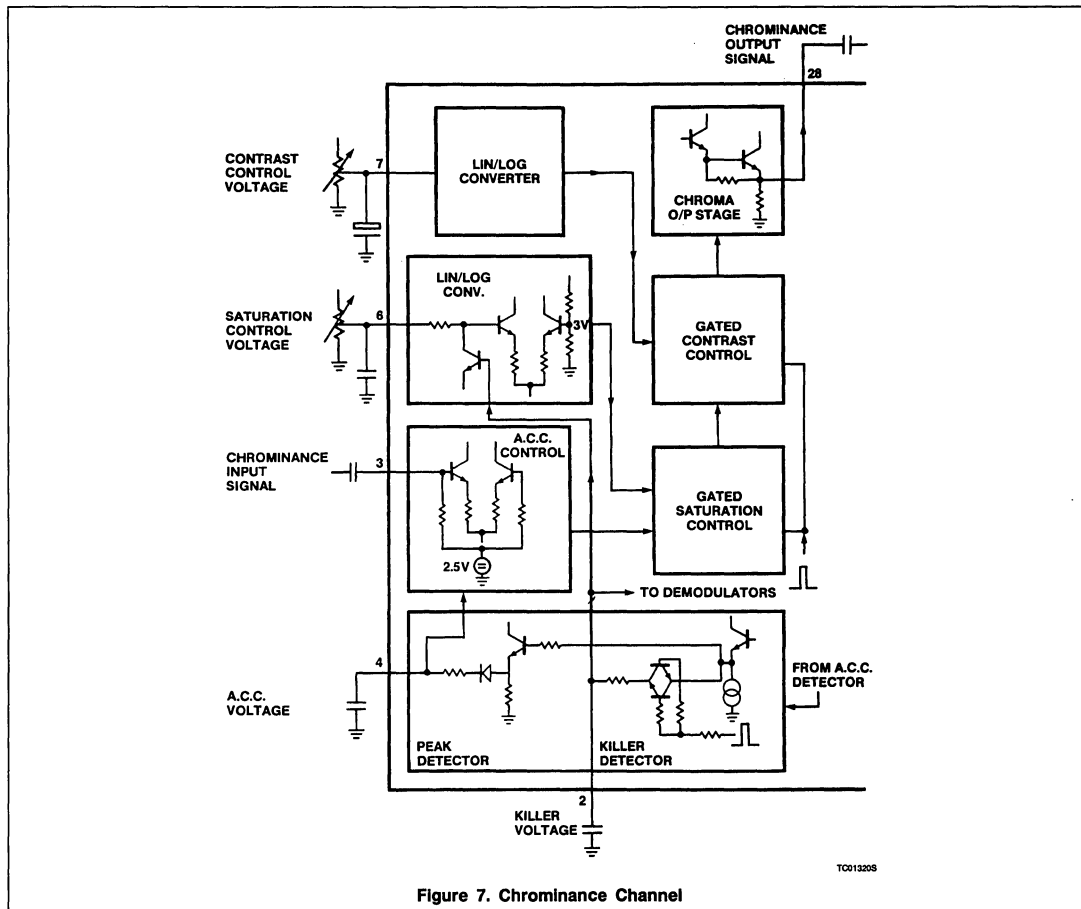 CHROMINANCE
OUTPUT
SIGNAL
28
CONTRAST
CONTROL
VOLTAGE
7
LIN/LOG
CONVERTER
CHROMA
O/P STAGE
LIN/LOG
CONV.
SATURATION
CONTROL
VOLTAGE
6
3V
GATED
CONTRAST
CONTROL
A.C.C.
CONTROL
CHROMINANCE
INPUT
SIGNAL
3
2.5V
GATED
SATURATION
CONTROL
TO DEMODULATORS
4
A.C.C.
VOLTAGE
FROM A.C.C.
DETECTOR
PEAK
DETECTOR
KILLER
DETECTOR
2
KILLER
VOLTAGE
TC01320S
Figure 7. Chrominance Channel